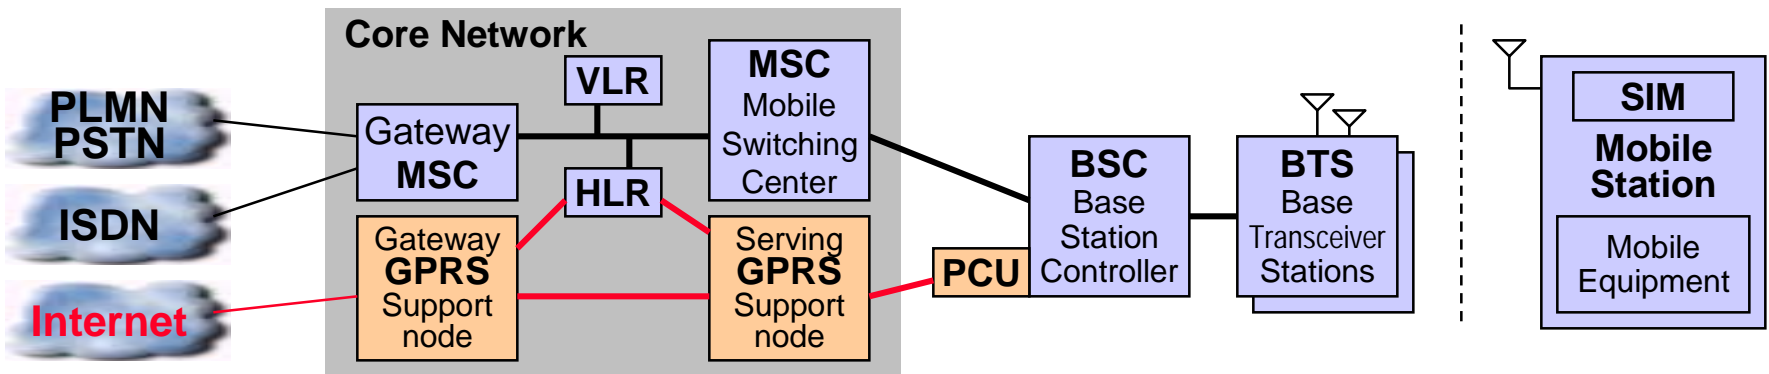 Core Network
PLMN
PSTN
ISDN
Internet
Gateway
MSC
Gateway
GPRS
Support
node
VLR
HLR
MSC
Mobile
Switching
Center
Serving
GPRS
Support
node
PCU
BSC
Base
Station
Controller
BTS
Base
Transceiver
Stations
SIM
Mobile
Station
Mobile
Equipment